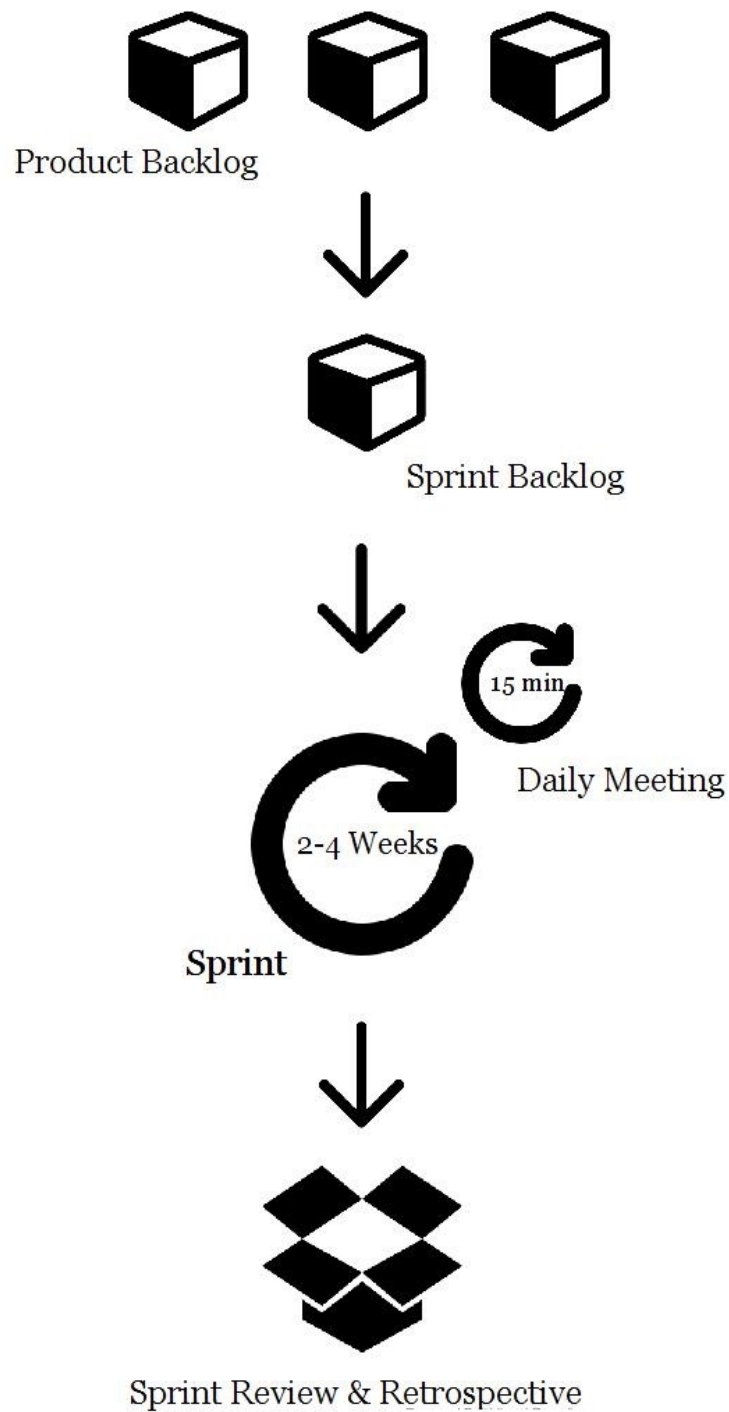 Product Backlog
Sprint Backlog
15 min
Daily Meeting
2-4 Weeks
Sprint
Sprint Review & Retrospective